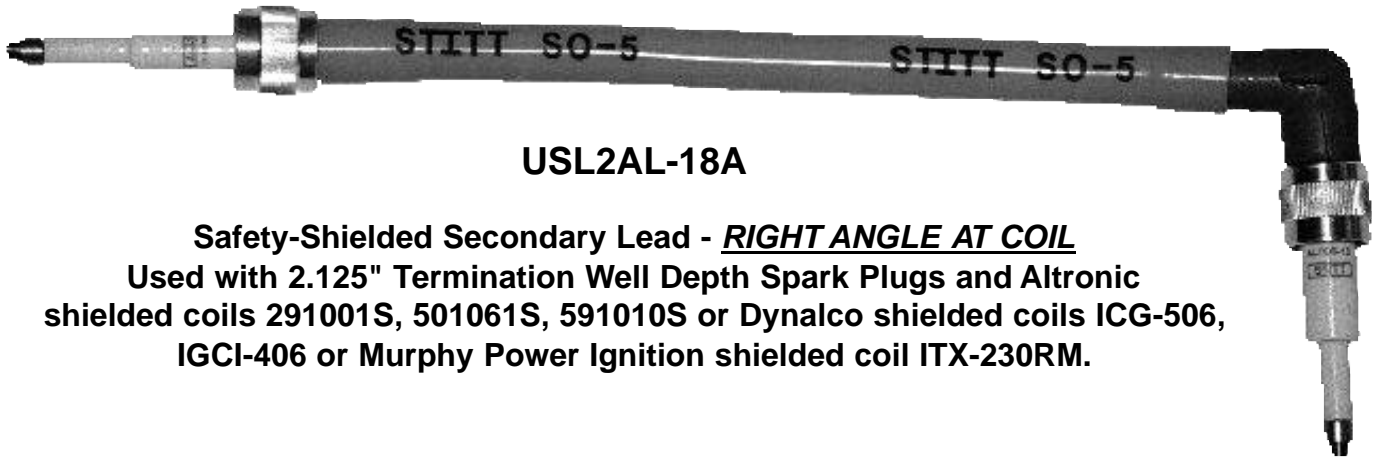 STITT SO-5 STITT SO-5
USL2AL-18A
Safety-Shielded Secondary Lead - RIGHT ANGLE AT COIL
Used with 2.125" Termination Well Depth Spark Plugs and Altronic
shielded coils 291001S, 501061S, 591010S or Dynalco shielded coils ICG-506,
IGCI-406 or Murphy Power Ignition shielded coil ITX-230RM.